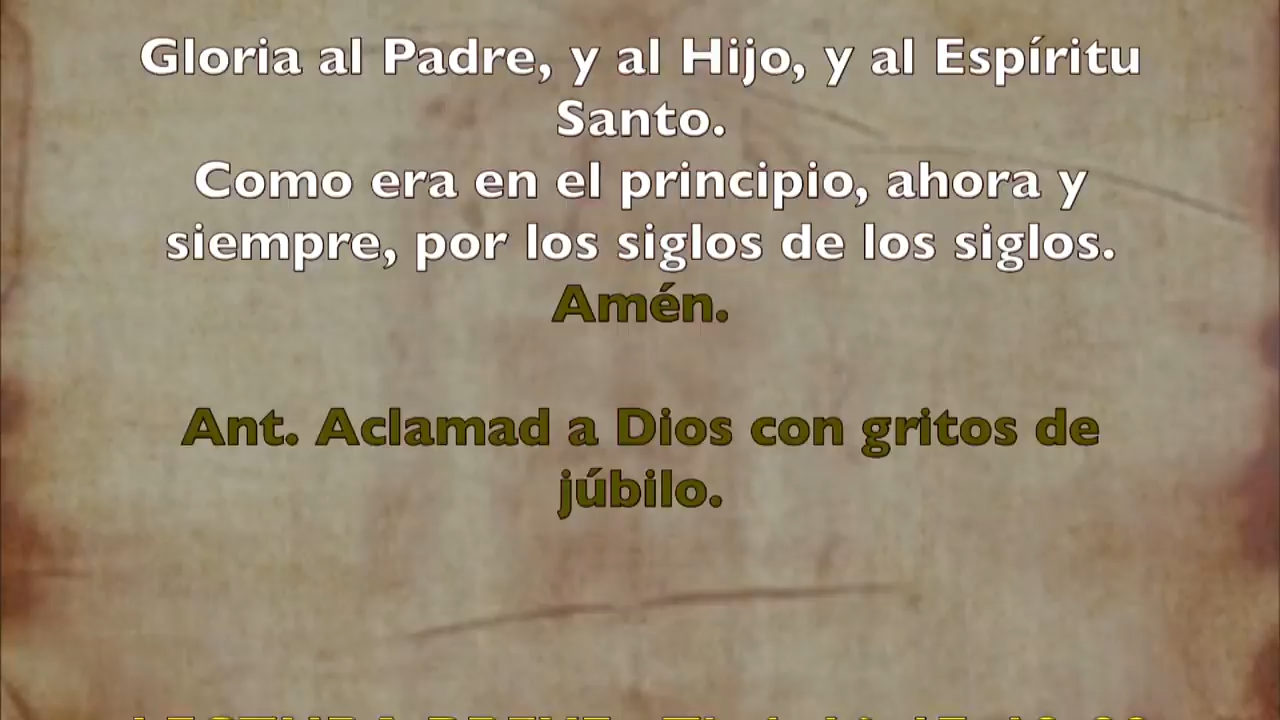 Gloria al Padre, y al Hijo, y al Espíritu
Santo.
Como era en el principio, ahora y
siempre, por los siglos de los siglos.
Amén.
Ant. Aclamad a Dios con gritos de
júbilo.